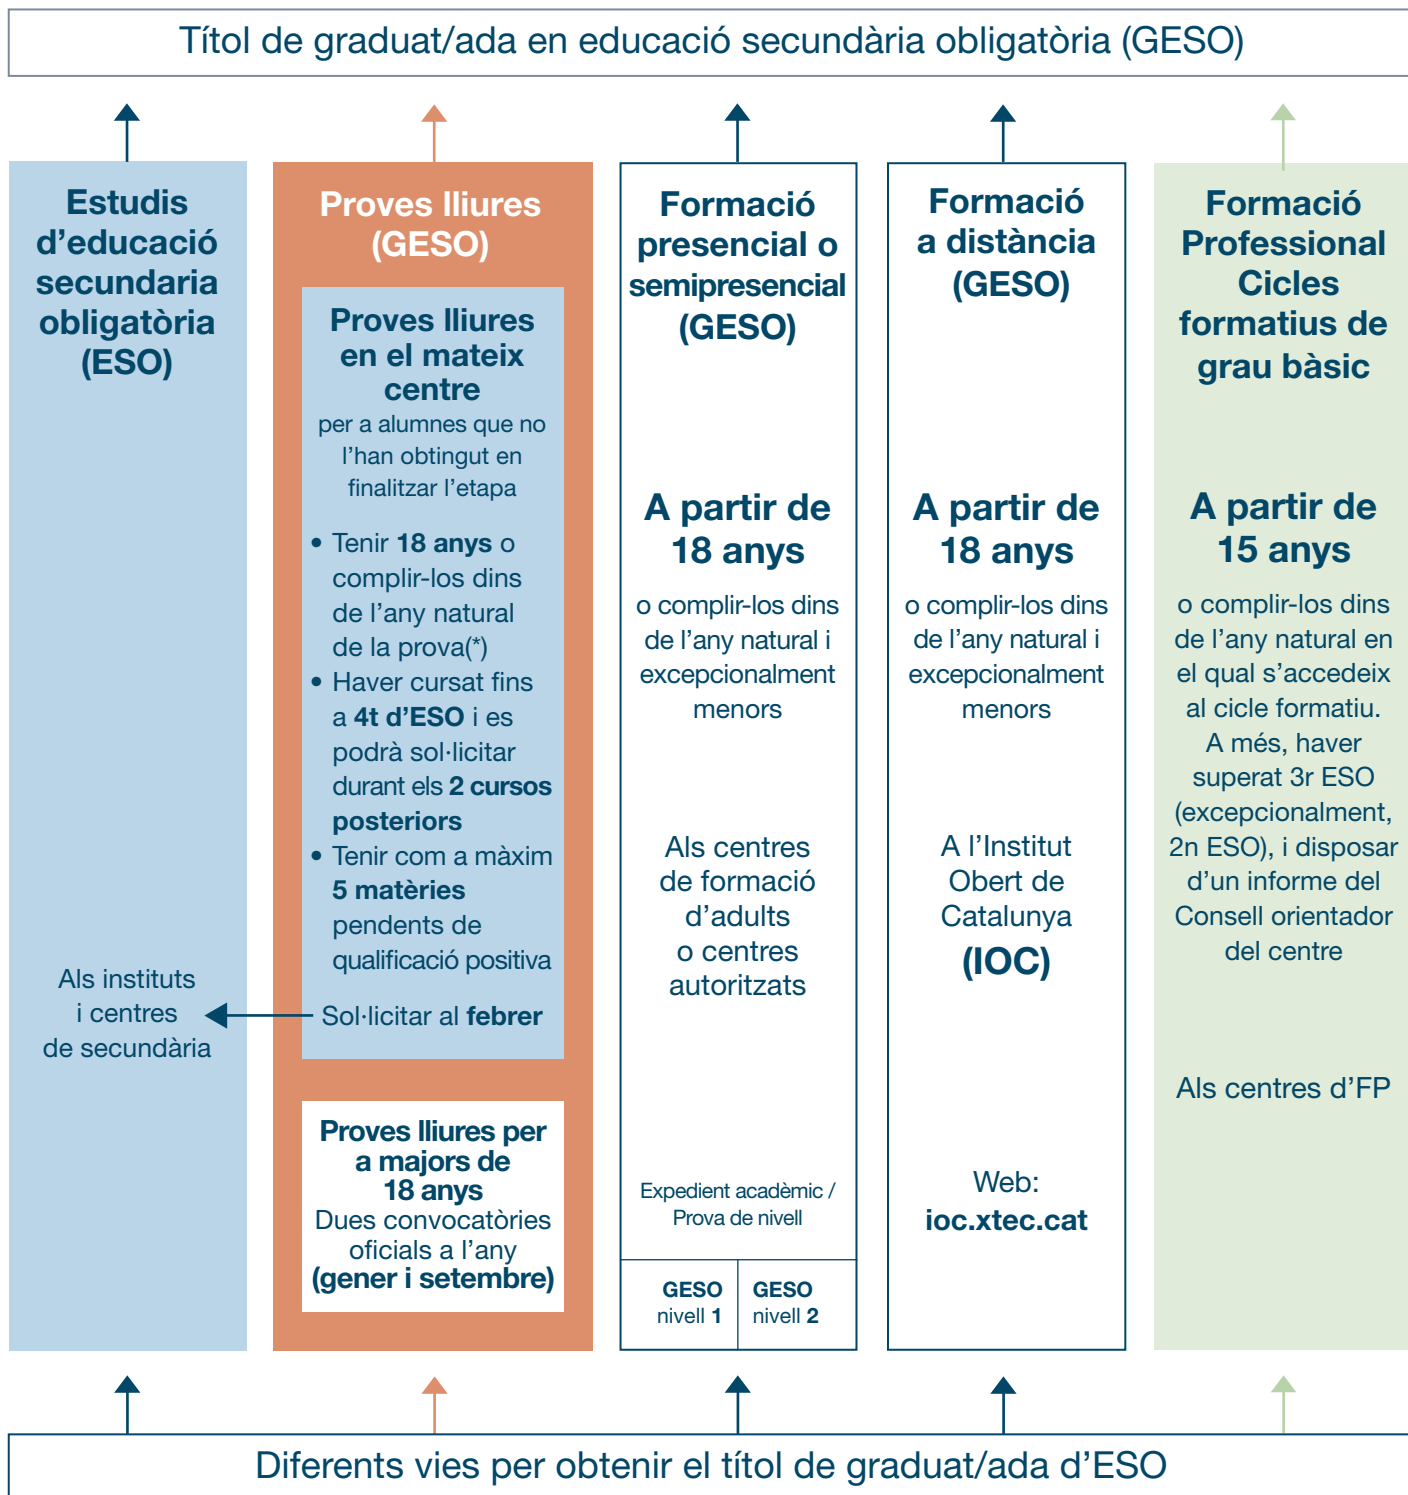 Títol de graduat/ada en educació secundària obligatòria (GESO)
Estudis
d'educació
secundaria
obligatòria
(ESO)
Als instituts
i centres
de secundària
Proves lliures
(GESO)
Proves lliures
en el mateix
centre
per a alumnes que no
l'han obtingut en
finalitzar l'etapa
• Tenir 18 anys o
complir-los dins
de l'any natural
de la prova(*)
• Haver cursat fins
a 4t d'ESO i es
podrà sol·licitar
durant els 2 cursos
posteriors
• Tenir com a màxim
5 matèries
pendents de
qualificació positiva
Sol·licitar al febrer
Proves lliures per
a majors de
18 anys
Dues convocatòries
oficials a l'any
(gener i setembre)
Formació
presencial o
semipresencial
(GESO)
A partir de
18 anys
o complir-los dins
de l'any natural i
excepcionalment
menors
Als centres
de formació
d'adults
o centres
autoritzats
Expedient acadèmic /
Prova de nivell
GESO
nivell 1
GESO
nivell 2
Formació
a distància
(GESO)
A partir de
18 anys
o complir-los dins
de l'any natural i
excepcionalment
menors
A l'Institut
Obert de
Catalunya
(IOC)
Web:
ioc.xtec.cat
Formació
Professional
Cicles
formatius de
grau bàsic
A partir de
15 anys
o complir-los dins
de l'any natural en
el qual s'accedeix
al cicle formatiu.
A més, haver
superat 3r ESO
(excepcionalment,
2n ESO), i disposar
d'un informe del
Consell orientador
del centre
Als centres d'FP
Diferents vies per obtenir el títol de graduat/ada d'ESO